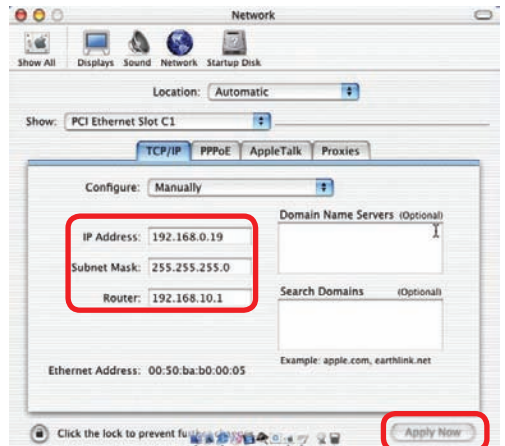 Network
Show All Displays Sound Network Startup Disk
Location: Automatic
Show: PCI Ethernet Slot C1
TCP/IP PPPoE AppleTalk Proxies
Configure: Manually
Domain Name Servers (Optional)
IP Address: 192.168.0.19
Subnet Mask: 255.255.255.0
Search Domains (Optional)
Router: 192.168.10.1
Example: apple.com, earthlink.net
Ethernet Address: 00:50:ba:b0:00:05
Click the lock to prevent
Apply Now